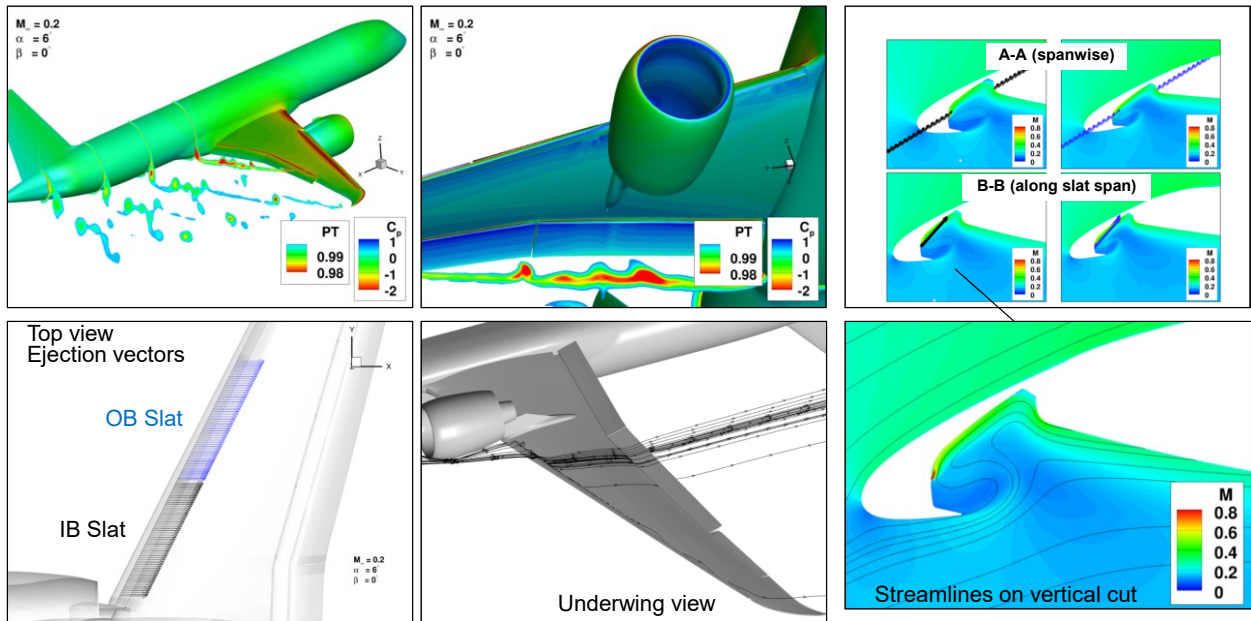 M∞ = 0.2
α = 6°
β = 0°
Z
X
Y
PT
0.99
0.98
Cp
1
0
-1
-2
M∞ = 0.2
α = 6°
β = 0°
Z
Y
PT
0.99
0.98
Cp
1
0
-1
-2
A-A (spanwise)
M
0.8
0.6
0.4
0.2
0
M
0.8
0.6
0.4
0.2
0
B-B (along slat span)
M
0.8
0.6
0.4
0.2
0
M
0.8
0.6
0.4
0.2
0
Top view
Ejection vectors
Y
Z
X
OB Slat
IB Slat
M∞ = 0.2
α = 6°
β = 0°
Underwing view
M
0.8
0.6
0.4
0.2
0
Streamlines on vertical cut